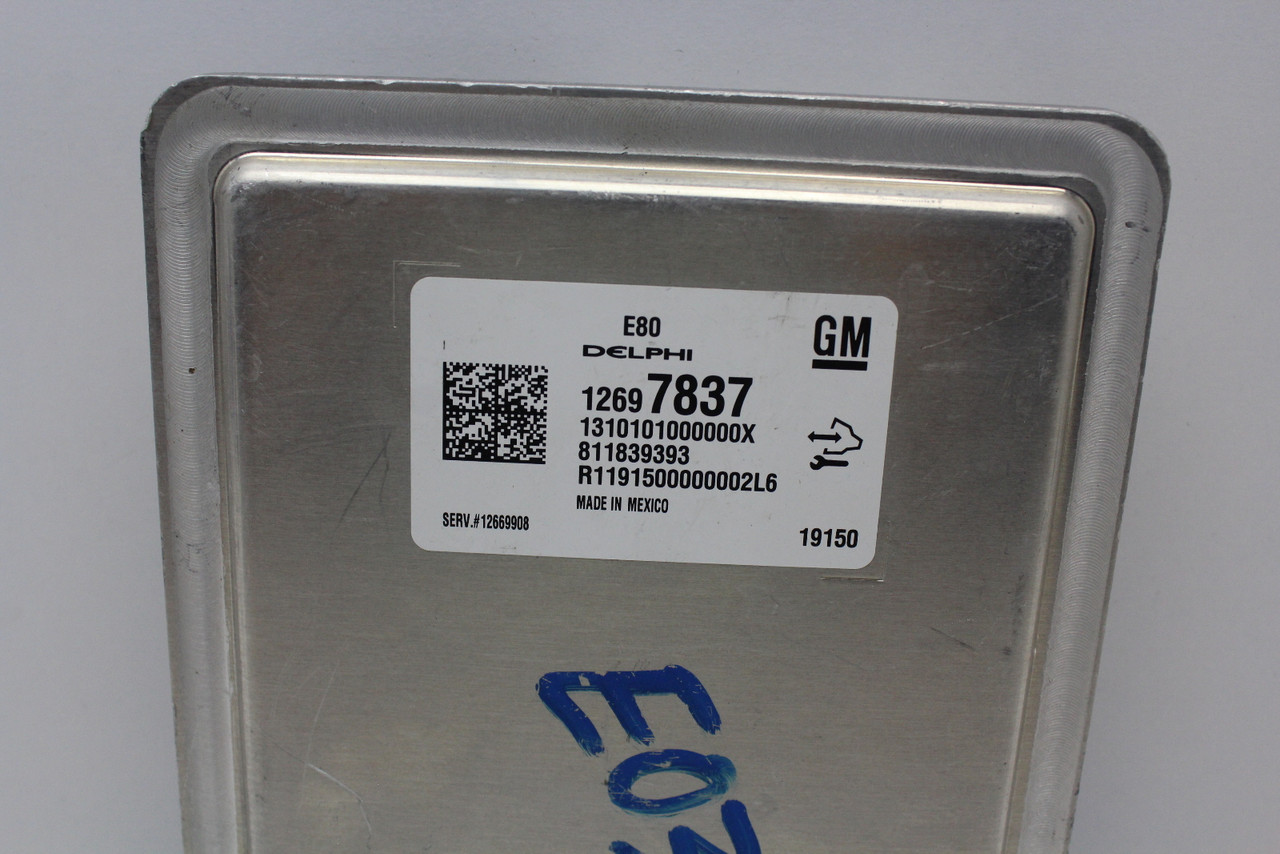 E80
DELPHI
GM
12697837
1310101000000X
811839393
R1191500000002L6
MADE IN MEXICO
SERV.#12669908
19150